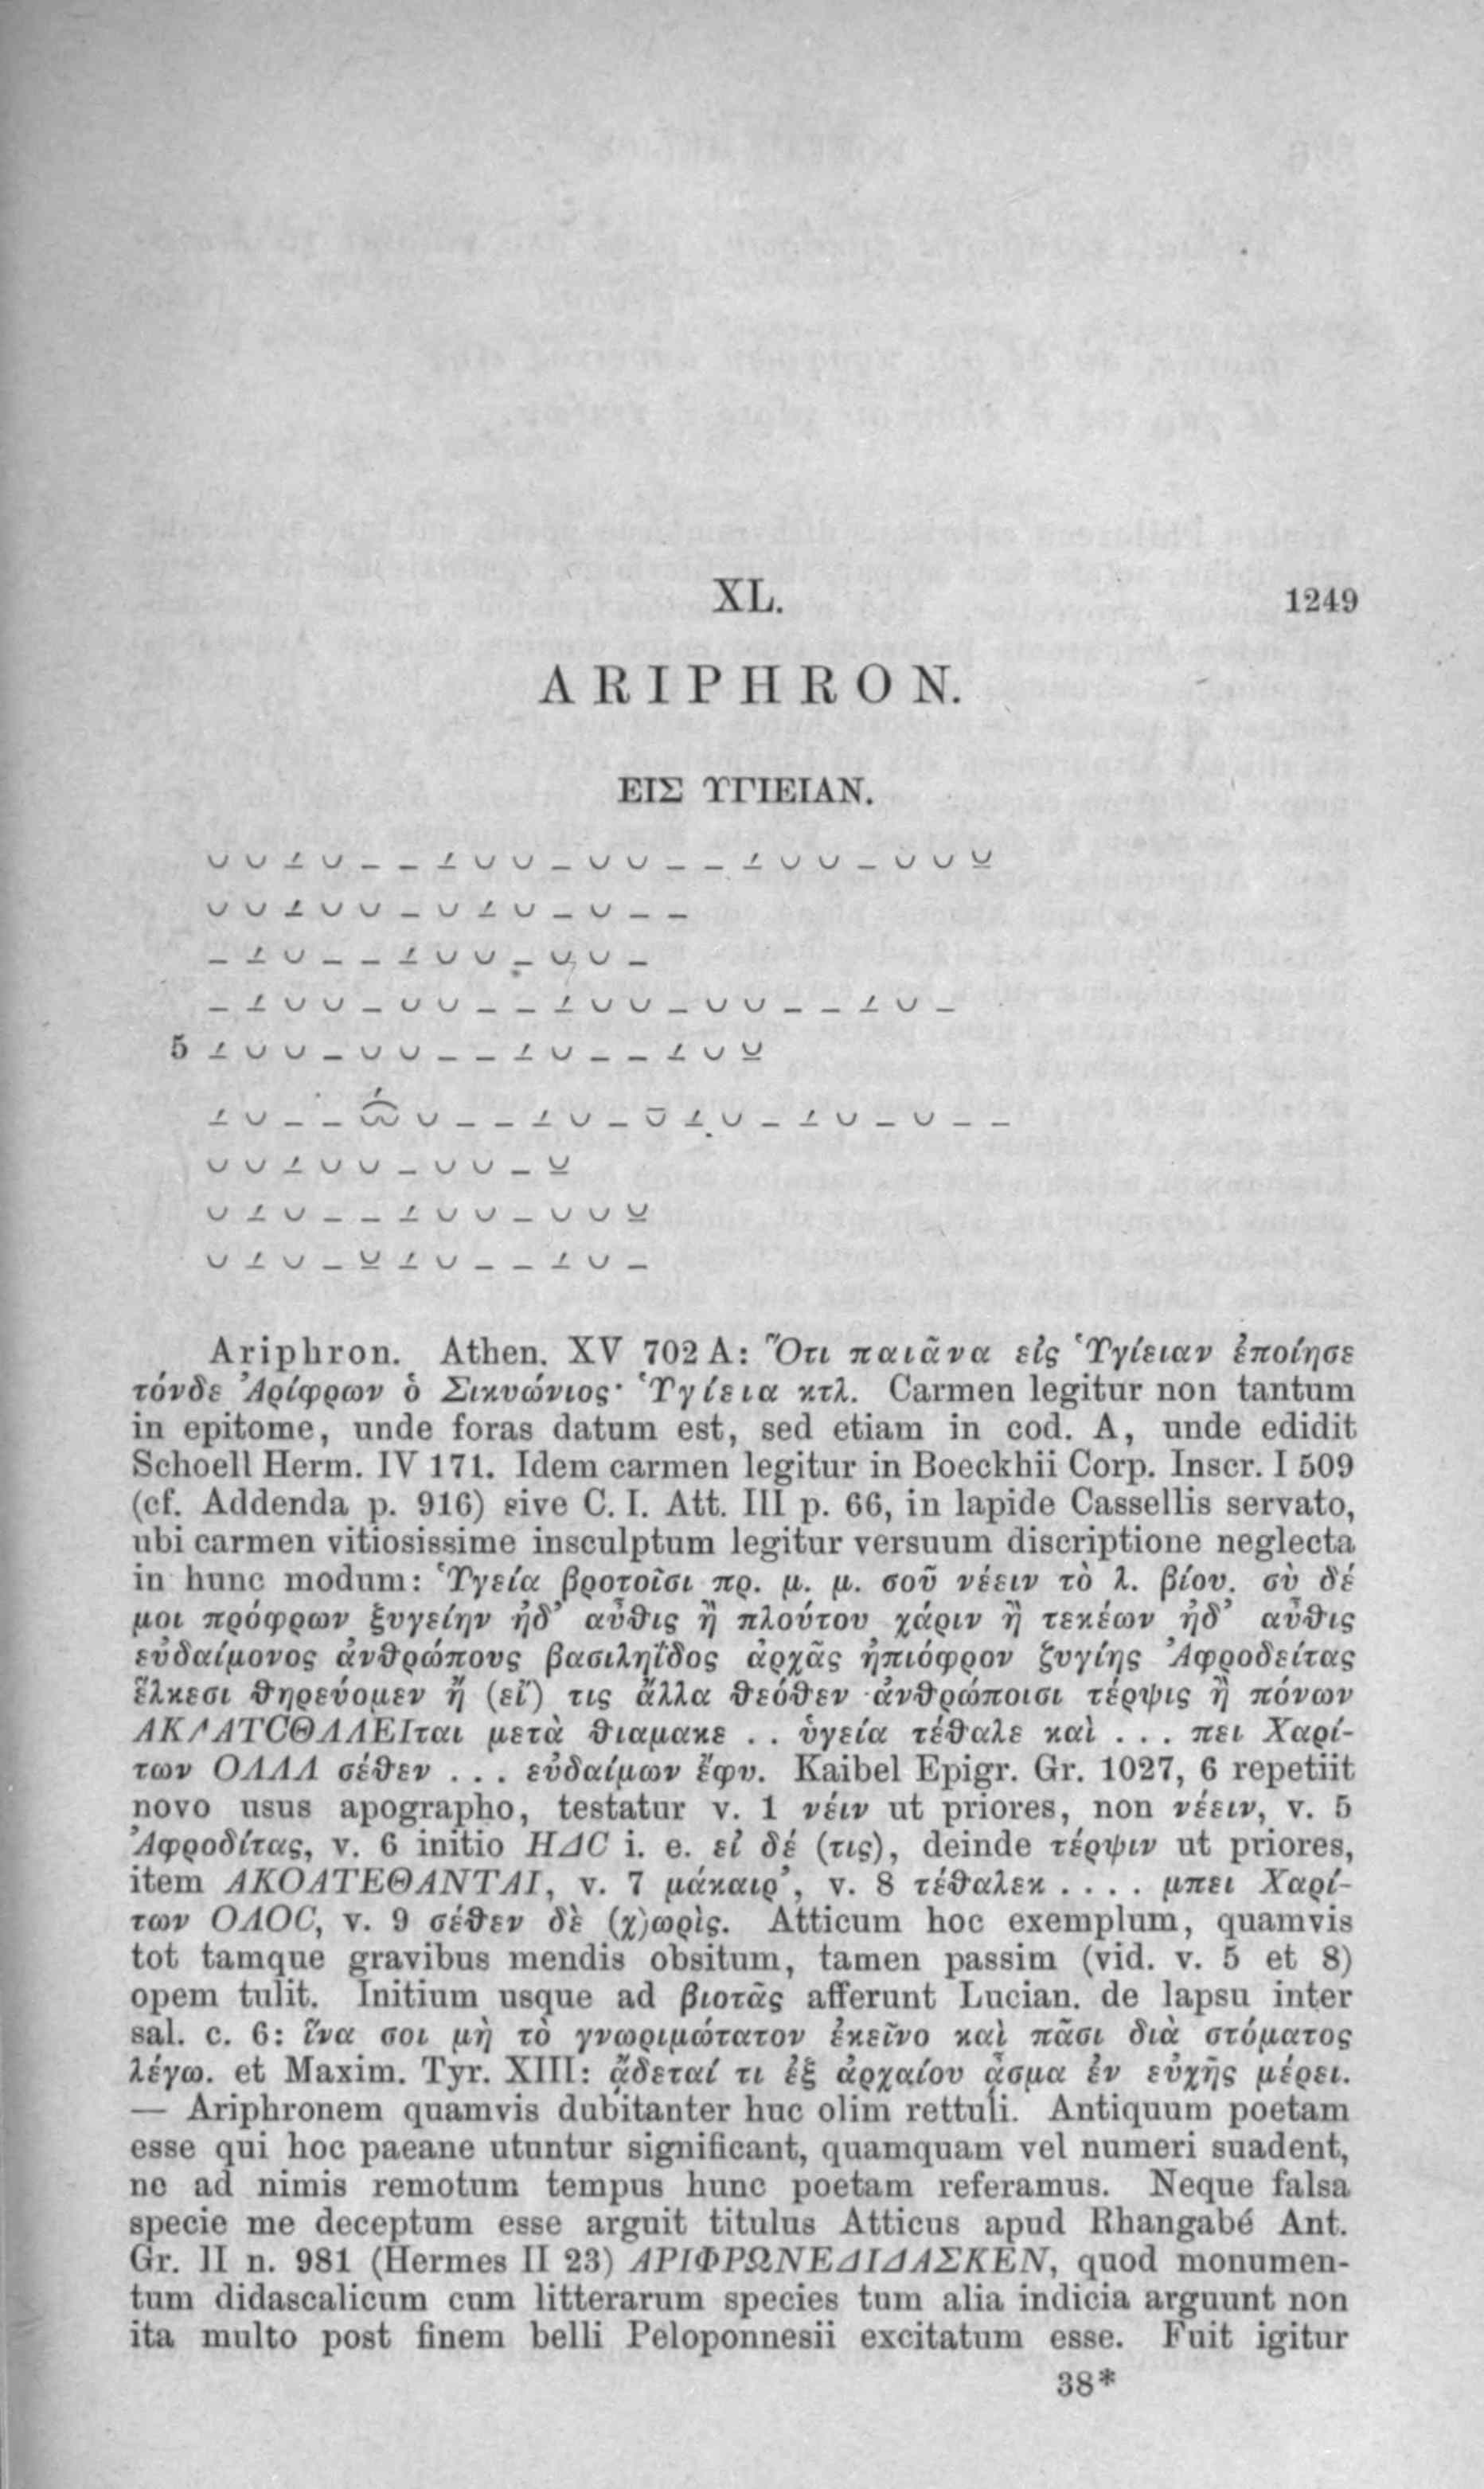 XL. 1249
ARIPHRON.
ΕΙΣ ΥΓΙΕΙΑΝ.
∪ ∪ –́ ∪ – – –́ ∪ ∪ – ∪ ∪ – – –́ ∪ ∪ – ∪ ∪ ⊻
∪ ∪ –́ ∪ ∪ – ∪ –́ ∪ – ∪ – –
– –́ ∪ – – –́ ∪ ∪ – ∪ ∪ –
– –́ ∪ ∪ – ∪ ∪ – – –́ ∪ ∪ – ∪ ∪ – – –́ ∪ –
5 –́ ∪ ∪ – ∪ ∪ – – –́ ∪ – – –́ ∪ ⊻
–́ ∪ – – ∪∪ ∪ – – –́ ∪ – ∪ –́ ∪ – –́ ∪ – ∪ – –
∪ ∪ –́ ∪ ∪ – ∪ ∪ – ⊻
∪ –́ ∪ – – –́ ∪ ∪ – ∪ ∪ ⊻
∪ –́ ∪ – ⊻ –́ ∪ – – –́ ∪ –
Ariphron. Athen. XV 702 A: Ὅτι παιᾶνα εἰς Ὑγίειαν ἐποίησε
τόνδε Ἀρίφρων ὁ Σικυώνιος· Ὑγίεια κτλ. Carmen legitur non tantum
in epitome, unde foras datum est, sed etiam in cod. A, unde edidit
Schoell Herm. IV 171. Idem carmen legitur in Boeckhii Corp. Inscr. I 509
(cf. Addenda p. 916) sive C. I. Att. III p. 66, in lapide Cassellis servato,
ubi carmen vitiosissime insculptum legitur versuum discriptione neglecta
in hunc modum: Ὑγεία βροτοῖσι πρ. μ. μ. σοῦ νέειν τὸ λ. βίου. σὺ δέ
μοι πρόφρων ξυγείην ἠδ’ αὖθις ἢ πλούτου χάριν ἢ τεκέων ἠδ’ αὖθις
εὐδαίμονος ἀνθρώπους βασιληΐδος ἀρχᾶς ἠπιόφρον ζυγίης Ἀφροδείτας
ἕλκεσι θηρεύομεν ἤ (εἴ) τις ἄλλα θεόθεν ἀνθρώποισι τέρψις ἢ πόνων
ΑΚΛΑΤCΘΛΛΕΙται μετὰ θιαμακε .. ὑγεία τέθαλε καὶ ... πει Χαρί-
των ΟΛΛΛ σέθεν ... εὐδαίμων ἔφυ. Kaibel Epigr. Gr. 1027, 6 repetiit
novo usus apographo, testatur v. 1 νέιν ut priores, non νέειν, v. 5
Ἀφροδίτας, v. 6 initio ΗΔC i. e. εἰ δέ (τις), deinde τέρψιν ut priores,
item ΑΚΟΛΤΕΘΑΝΤΑΙ, v. 7 μάκαιρ’, v. 8 τέθαλεκ .... μπει Χαρί-
των ΟΛΟC, v. 9 σέθεν δὲ (χ)ωρὶς. Atticum hoc exemplum, quamvis
tot tamque gravibus mendis obsitum, tamen passim (vid. v. 5 et 8)
opem tulit. Initium usque ad βιοτᾶς afferunt Lucian. de lapsu inter
sal. c. 6: ἵνα σοι μὴ τὸ γνωριμώτατον ἐκεῖνο καὶ πᾶσι διὰ στόματος
λέγω. et Maxim. Tyr. XIII: ᾄδεταί τι ἐξ ἀρχαίου ᾆσμα ἐν εὐχῆς μέρει.
— Ariphronem quamvis dubitanter huc olim rettuli. Antiquum poetam
esse qui hoc paeane utuntur significant, quamquam vel numeri suadent,
ne ad nimis remotum tempus hunc poetam referamus. Neque falsa
specie me deceptum esse arguit titulus Atticus apud Rhangabé Ant.
Gr. II n. 981 (Hermes II 23) ΑΡΙΦΡΩΝΕΔΙΔΑΣΚΕΝ, quod monumen-
tum didascalicum cum litterarum species tum alia indicia arguunt non
ita multo post finem belli Peloponnesii excitatum esse. Fuit igitur
38*